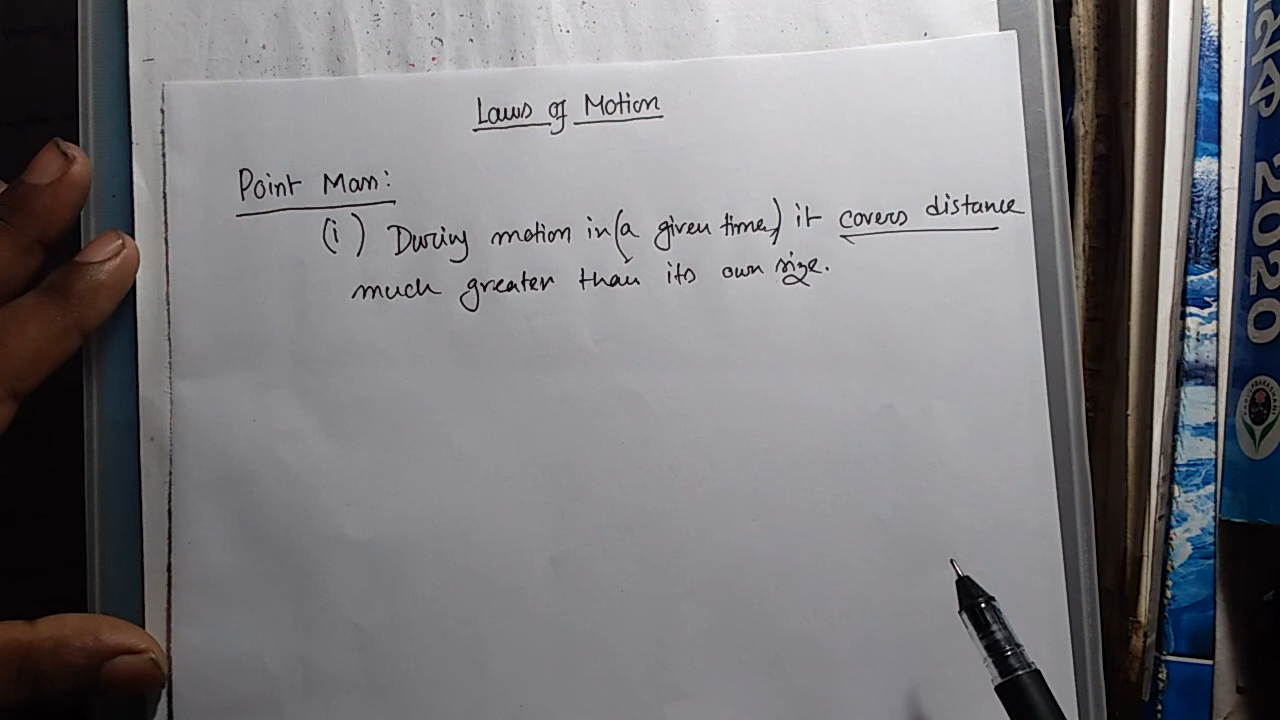 Laws of Motion
Point Mass:
(i) During motion in (a given time) it covers distance
much greater than its own size.
2020